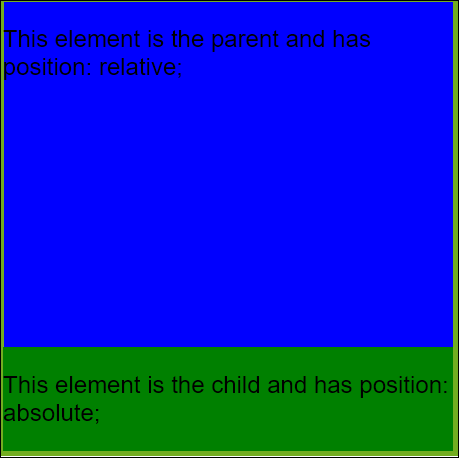 This element is the parent and has
position: relative;
This element is the child and has position:
absolute;